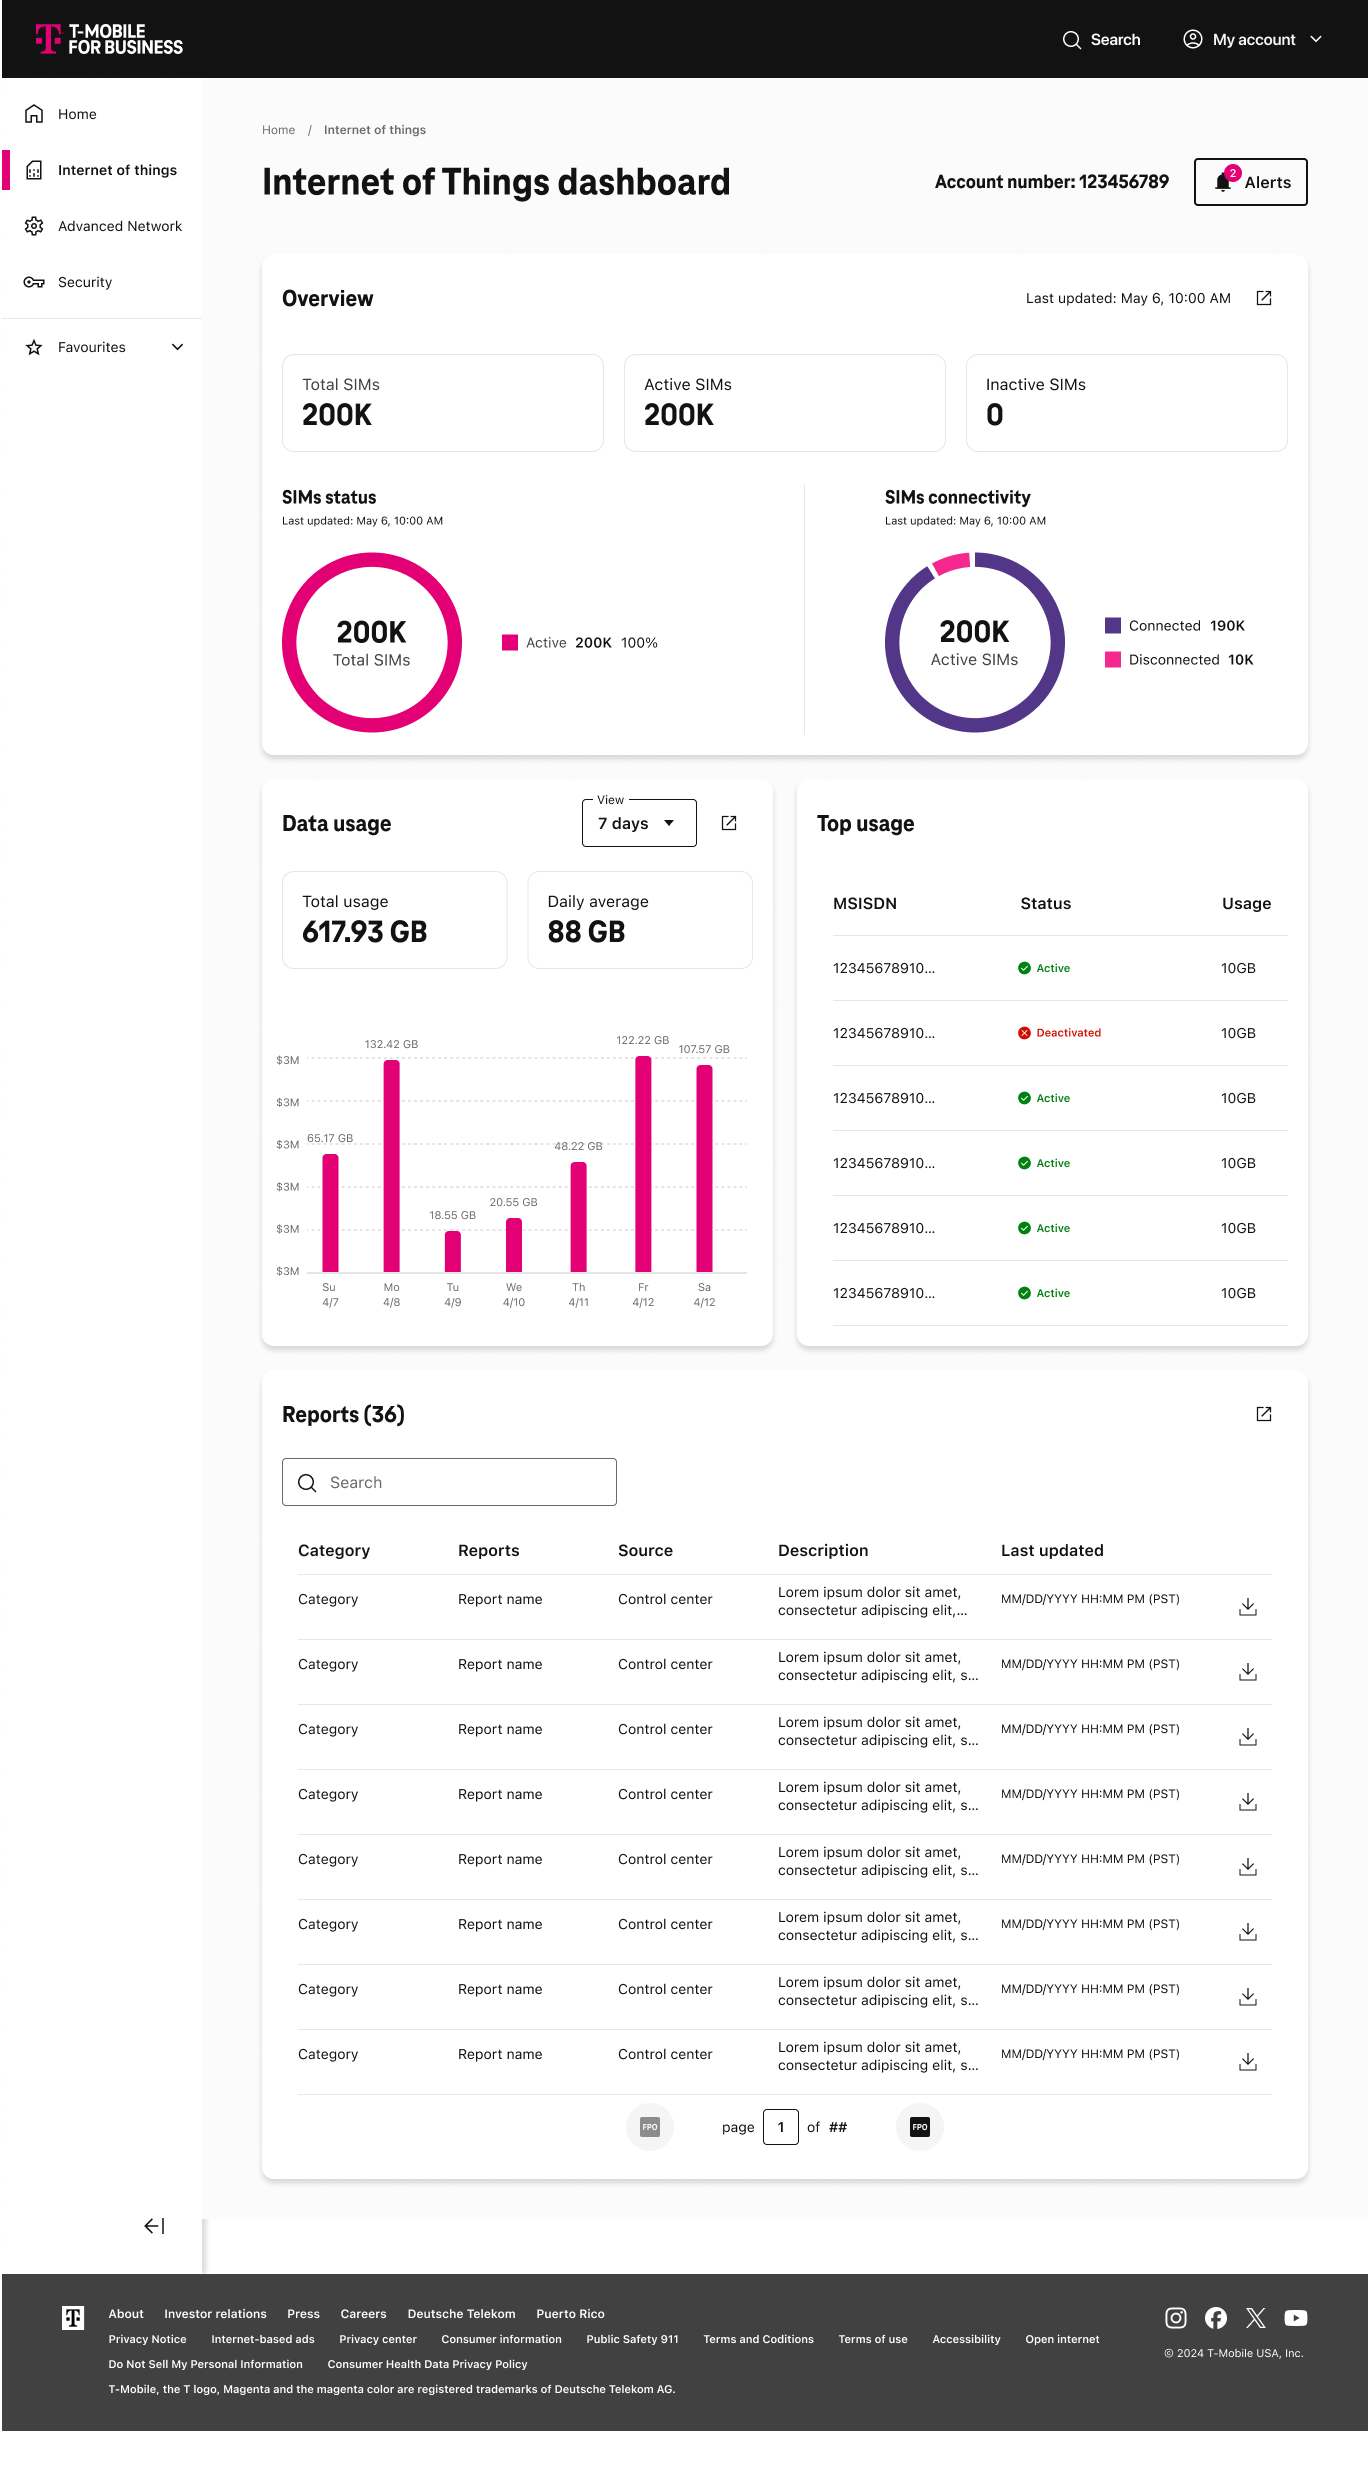 T-MOBILE
FOR BUSINESS
Search
My account
Home
Internet of things
Advanced Network
Security
Favourites
Home / Internet of things
Internet of Things dashboard
Account number: 123456789
2
Alerts
Overview
Last updated: May 6, 10:00 AM
Total SIMs
200K
Active SIMs
200K
Inactive SIMs
0
SIMs status
Last updated: May 6, 10:00 AM
200K
Total SIMs
Active 200K 100%
SIMs connectivity
Last updated: May 6, 10:00 AM
200K
Active SIMs
Connected 190K
Disconnected 10K
Data usage
View
7 days
Total usage
617.93 GB
Daily average
88 GB
$3M
$3M
$3M
$3M
$3M
$3M
65.17 GB
132.42 GB
18.55 GB
20.55 GB
48.22 GB
122.22 GB
107.57 GB
Su
4/7
Mo
4/8
Tu
4/9
We
4/10
Th
4/11
Fr
4/12
Sa
4/12
Top usage
MSISDN Status Usage
12345678910... Active 10GB
12345678910... Deactivated 10GB
12345678910... Active 10GB
12345678910... Active 10GB
12345678910... Active 10GB
12345678910... Active 10GB
Reports (36)
Search
Category Reports Source Description Last updated
Category Report name Control center Lorem ipsum dolor sit amet, MM/DD/YYYY HH:MM PM (PST)
consectetur adipiscing elit,...
Category Report name Control center Lorem ipsum dolor sit amet, MM/DD/YYYY HH:MM PM (PST)
consectetur adipiscing elit, s...
Category Report name Control center Lorem ipsum dolor sit amet, MM/DD/YYYY HH:MM PM (PST)
consectetur adipiscing elit, s...
Category Report name Control center Lorem ipsum dolor sit amet, MM/DD/YYYY HH:MM PM (PST)
consectetur adipiscing elit, s...
Category Report name Control center Lorem ipsum dolor sit amet, MM/DD/YYYY HH:MM PM (PST)
consectetur adipiscing elit, s...
Category Report name Control center Lorem ipsum dolor sit amet, MM/DD/YYYY HH:MM PM (PST)
consectetur adipiscing elit, s...
Category Report name Control center Lorem ipsum dolor sit amet, MM/DD/YYYY HH:MM PM (PST)
consectetur adipiscing elit, s...
Category Report name Control center Lorem ipsum dolor sit amet, MM/DD/YYYY HH:MM PM (PST)
consectetur adipiscing elit, s...
FPO page 1 of ## FPO
About Investor relations Press Careers Deutsche Telekom Puerto Rico
Privacy Notice Internet-based ads Privacy center Consumer information Public Safety 911 Terms and Coditions Terms of use Accessibility Open internet
Do Not Sell My Personal Information Consumer Health Data Privacy Policy
T-Mobile, the T logo, Magenta and the magenta color are registered trademarks of Deutsche Telekom AG.
© 2024 T-Mobile USA, Inc.